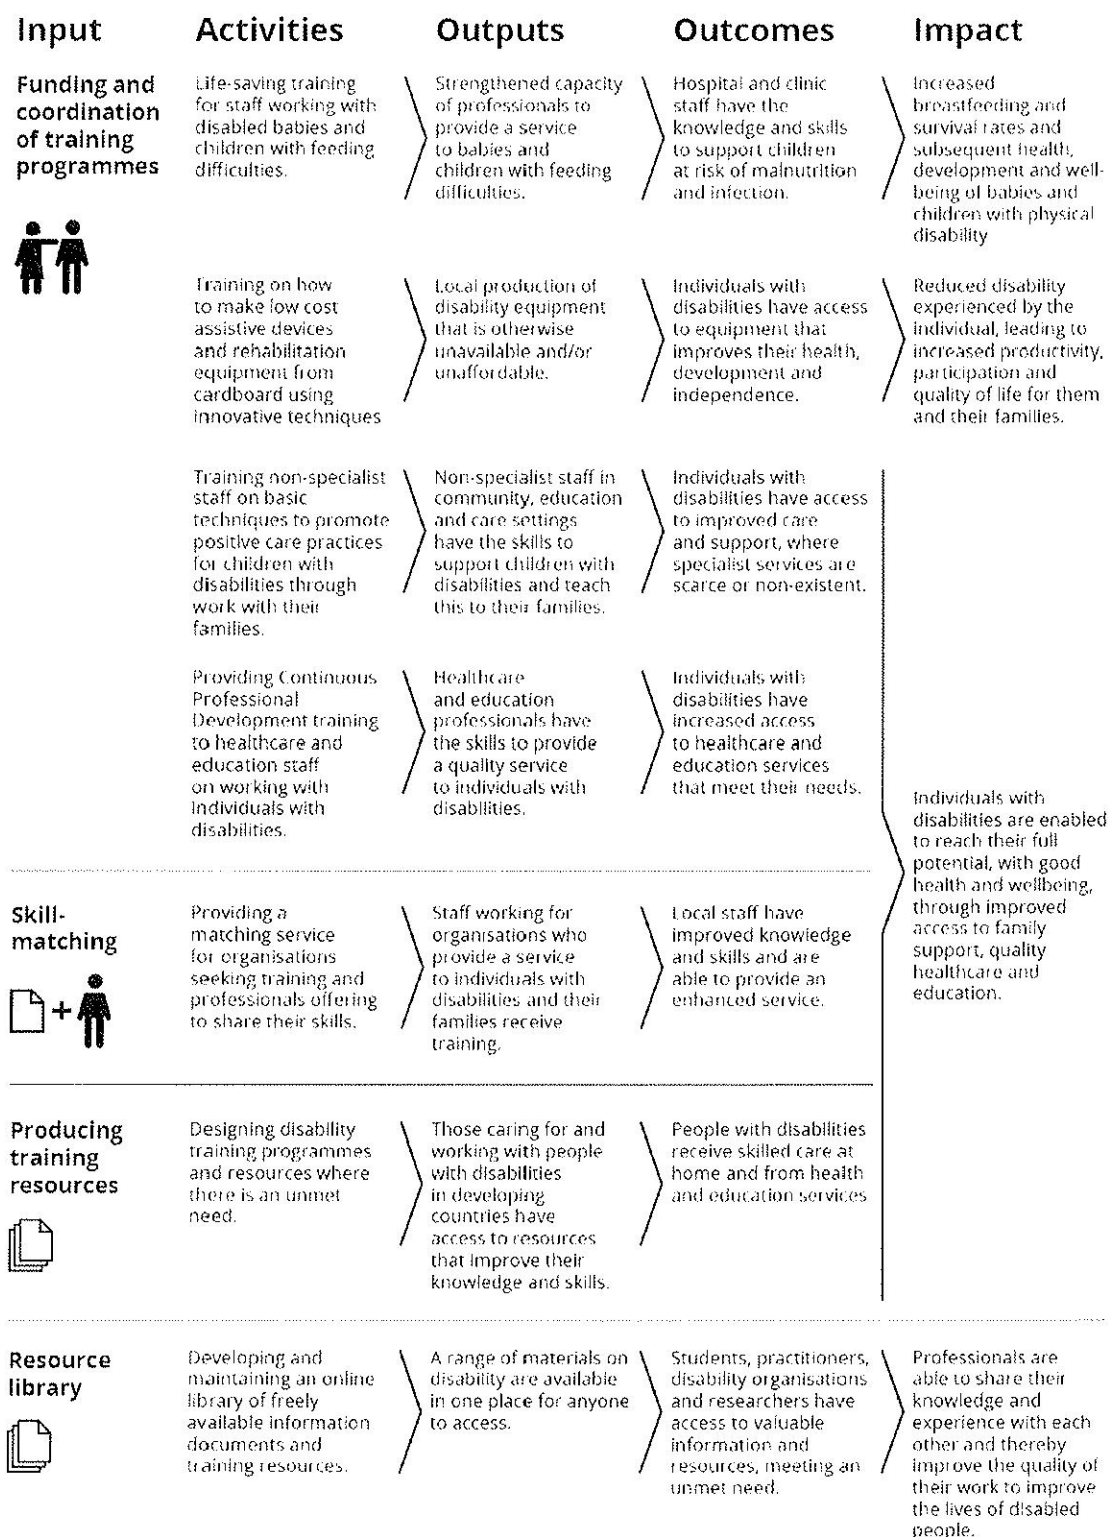 Input
Activities
Outputs
Outcomes
Impact
Funding and
coordination
of training
programmes
Life-saving training
for staff working with
disabled babies and
children with feeding
difficulties.
Strengthened capacity
of professionals to
provide a service
to babies and
children with feeding
difficulties.
Hospital and clinic
staff have the
knowledge and skills
to support children
at risk of malnutrition
and infection.
Increased
breastfeeding and
survival rates and
subsequent health,
development and well-
being of babies and
children with physical
disability
Training on how
to make low cost
assistive devices
and rehabilitation
equipment from
cardboard using
innovative techniques
Local production of
disability equipment
that is otherwise
unavailable and/or
unaffordable.
Individuals with
disabilities have access
to equipment that
improves their health,
development and
independence.
Reduced disability
experienced by the
individual, leading to
increased productivity,
participation and
quality of life for them
and their families.
Training non-specialist
staff on basic
techniques to promote
positive care practices
for children with
disabilities through
work with their
families.
Non-specialist staff in
community, education
and care settings
have the skills to
support children with
disabilities and teach
this to their families.
Individuals with
disabilities have access
to improved care
and support, where
specialist services are
scarce or non-existent.
Providing Continuous
Professional
Development training
to healthcare and
education staff
on working with
Individuals with
disabilities.
Healthcare
and education
professionals have
the skills to provide
a quality service
to individuals with
disabilities.
Individuals with
disabilities have
increased access
to healthcare and
education services
that meet their needs.
Individuals with
disabilities are enabled
to reach their full
potential, with good
health and wellbeing,
through improved
access to family
support, quality
healthcare and
education.
Skill-
matching
+
Providing a
matching service
for organisations
seeking training and
professionals offering
to share their skills.
Staff working for
organisations who
provide a service
to individuals with
disabilities and their
families receive
training.
Local staff have
improved knowledge
and skills and are
able to provide an
enhanced service.
Producing
training
resources
Designing disability
training programmes
and resources where
there is an unmet
need.
Those caring for and
working with people
with disabilities
in developing
countries have
access to resources
that improve their
knowledge and skills.
People with disabilities
receive skilled care at
home and from health
and education services
Resource
library
Developing and
maintaining an online
library of freely
available information
documents and
training resources.
A range of materials on
disability are available
in one place for anyone
to access.
Students, practitioners,
disability organisations
and researchers have
access to valuable
information and
resources, meeting an
unmet need.
Professionals are
able to share their
knowledge and
experience with each
other and thereby
improve the quality of
their work to improve
the lives of disabled
people.